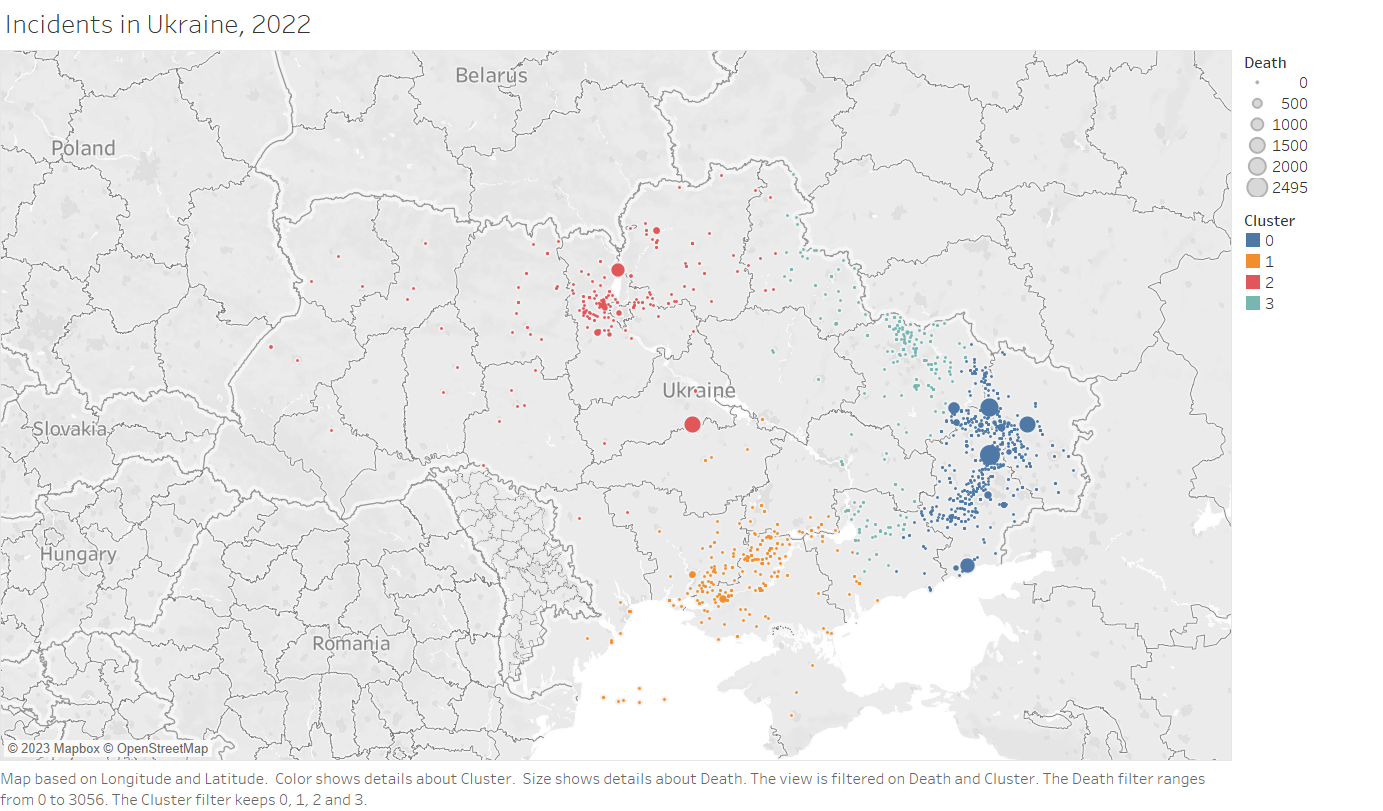 Incidents in Ukraine, 2022
Belarus
Poland
Ukraine
Slovakia
Hungary
Romania
© 2023 Mapbox © OpenStreetMap
Death
0
500
1000
1500
2000
2495
Cluster
0
1
2
3
Map based on Longitude and Latitude.  Color shows details about Cluster.  Size shows details about Death. The view is filtered on Death and Cluster. The Death filter ranges
from 0 to 3056. The Cluster filter keeps 0, 1, 2 and 3.